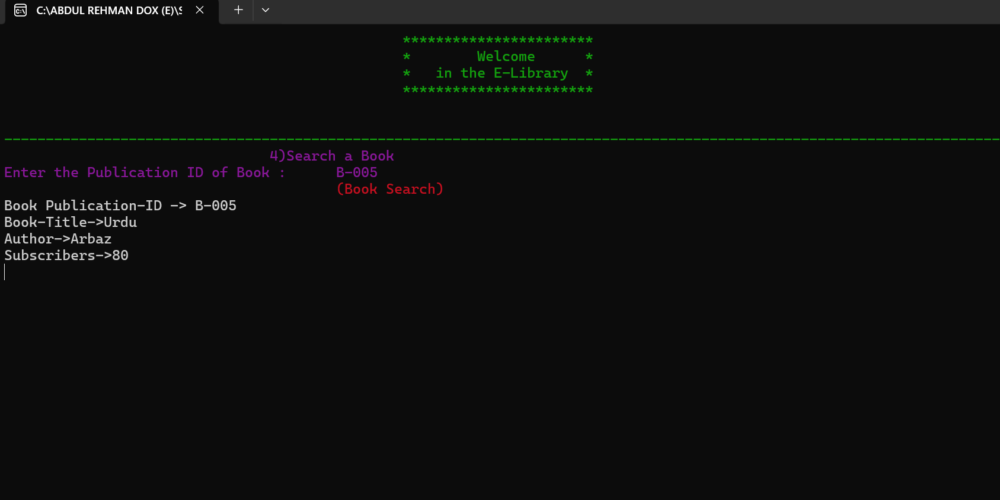 C:\ABDUL REHMAN DOX (E)\S
***********************
* Welcome *
* in the E-Library *
***********************
------------------------------------------------------------------------------------------------------------------------
4)Search a Book
Enter the Publication ID of Book : B-005
(Book Search)
Book Publication-ID -> B-005
Book-Title->Urdu
Author->Arbaz
Subscribers->80